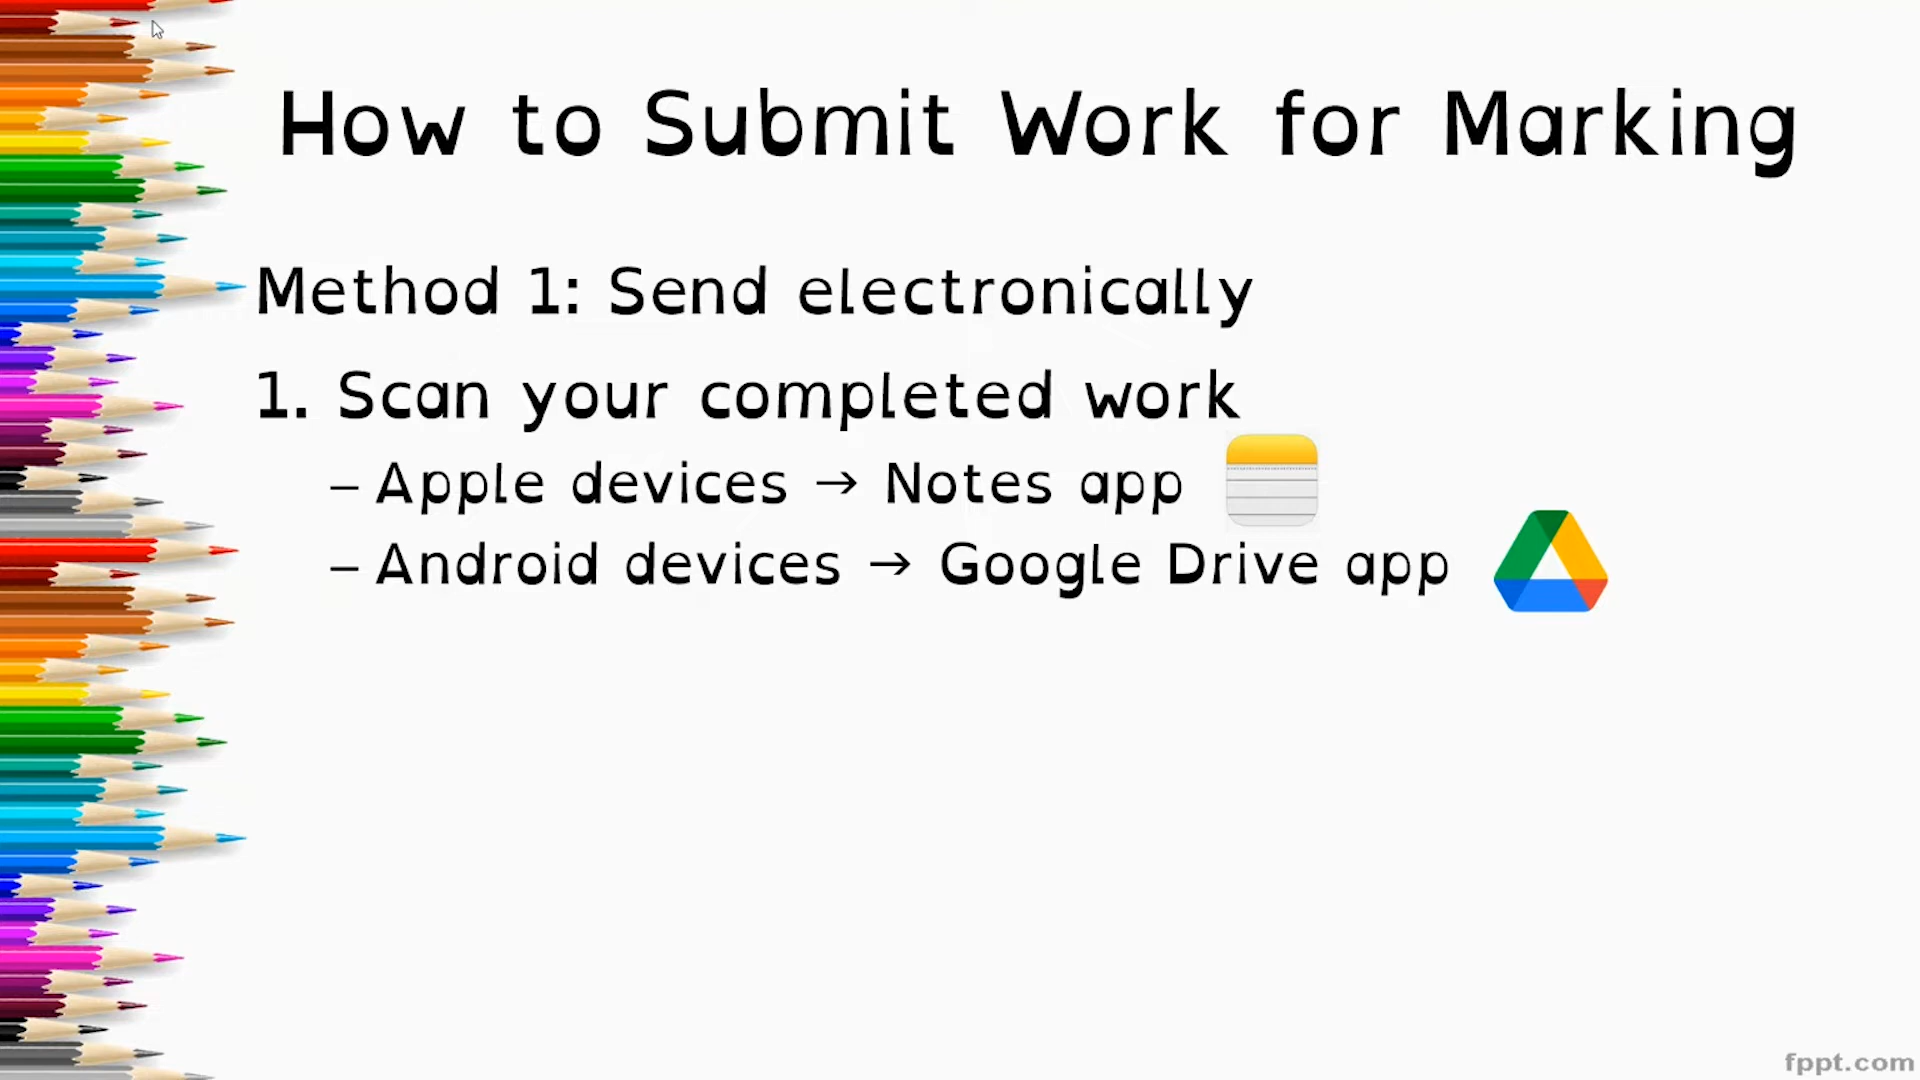 How to Submit Work for Marking
Method 1: Send electronically
1. Scan your completed work
– Apple devices → Notes app
– Android devices → Google Drive app
fppt.com